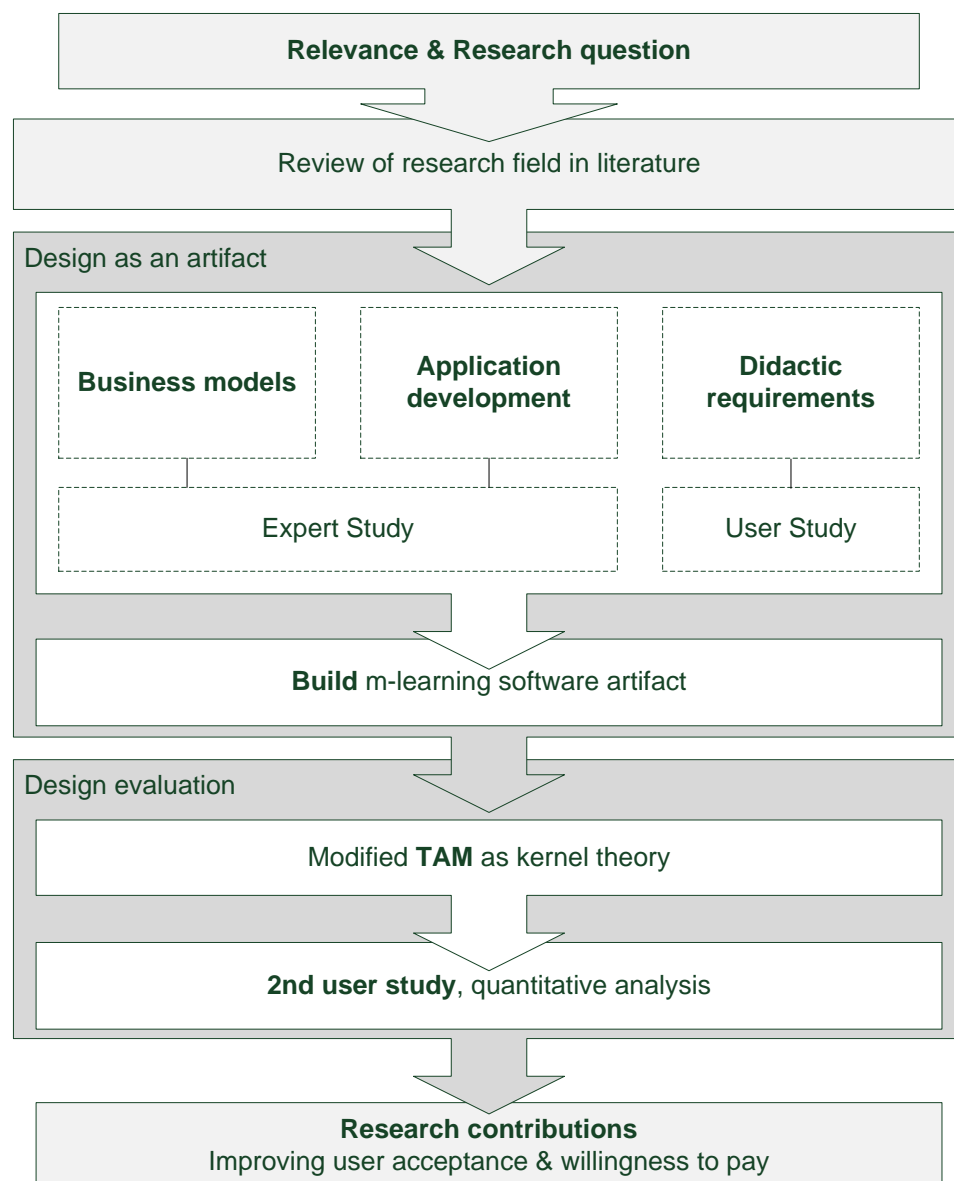 Relevance & Research question
Review of research field in literature
Design as an artifact
Business models
Application
development
Didactic
requirements
Expert Study
User Study
Build m-learning software artifact
Design evaluation
Modified TAM as kernel theory
2nd user study, quantitative analysis
Research contributions
Improving user acceptance & willingness to pay